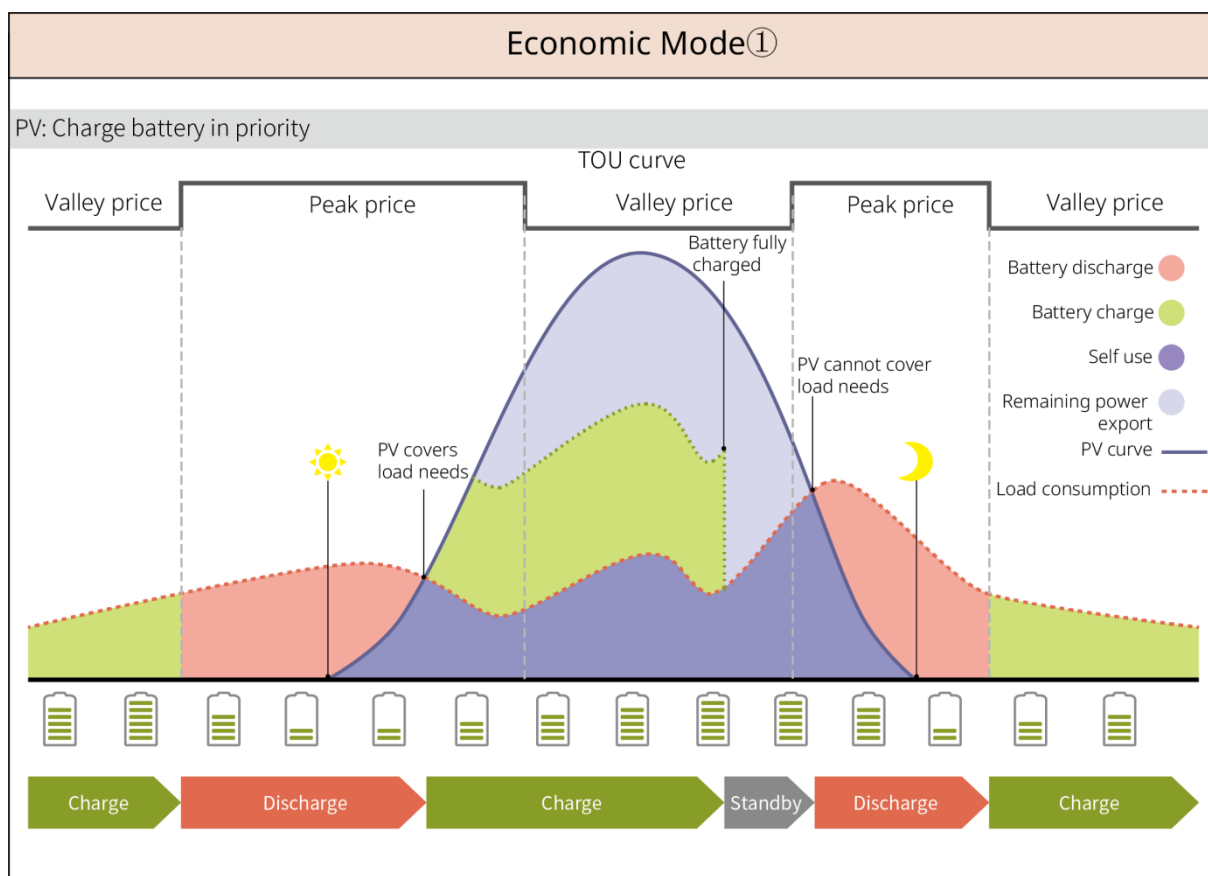 Economic Mode①
PV: Charge battery in priority
TOU curve
Valley price
Peak price
Valley price
Peak price
Valley price
Battery fully
charged
Battery discharge
Battery charge
Self use
Remaining power
export
PV curve
Load consumption
PV cannot cover
load needs
PV covers
load needs
Charge
Discharge
Charge
Standby
Discharge
Charge